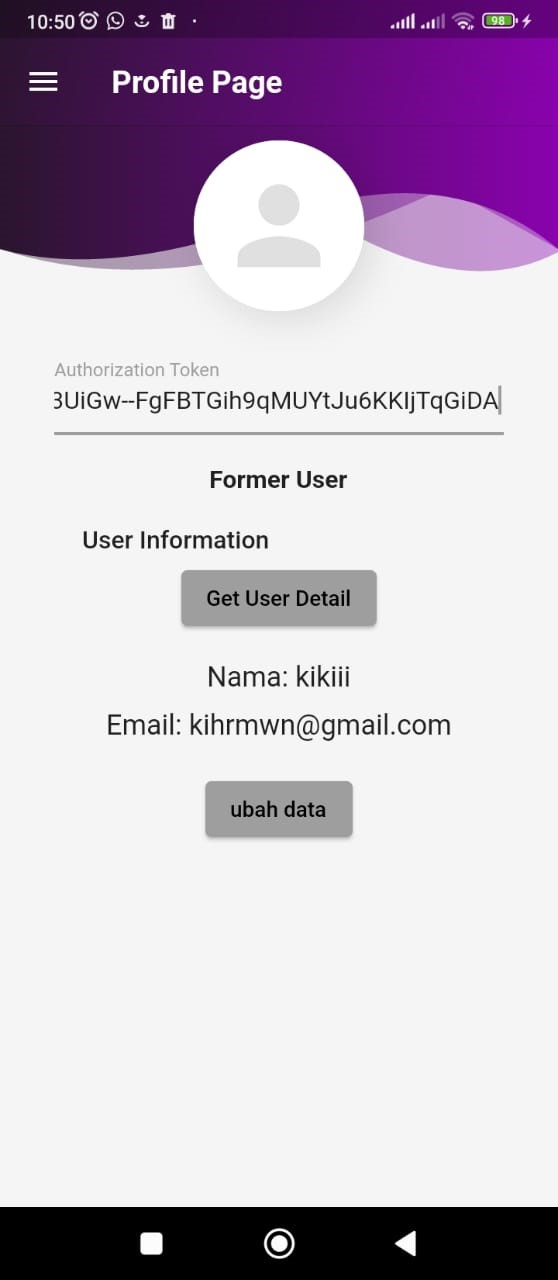 10:50
98
Profile Page
Authorization Token
3UiGw--FgFBTGih9qMUYtJu6KKIjTqGiDA
Former User
User Information
Get User Detail
Nama: kikiii
Email: kihrmwn@gmail.com
ubah data